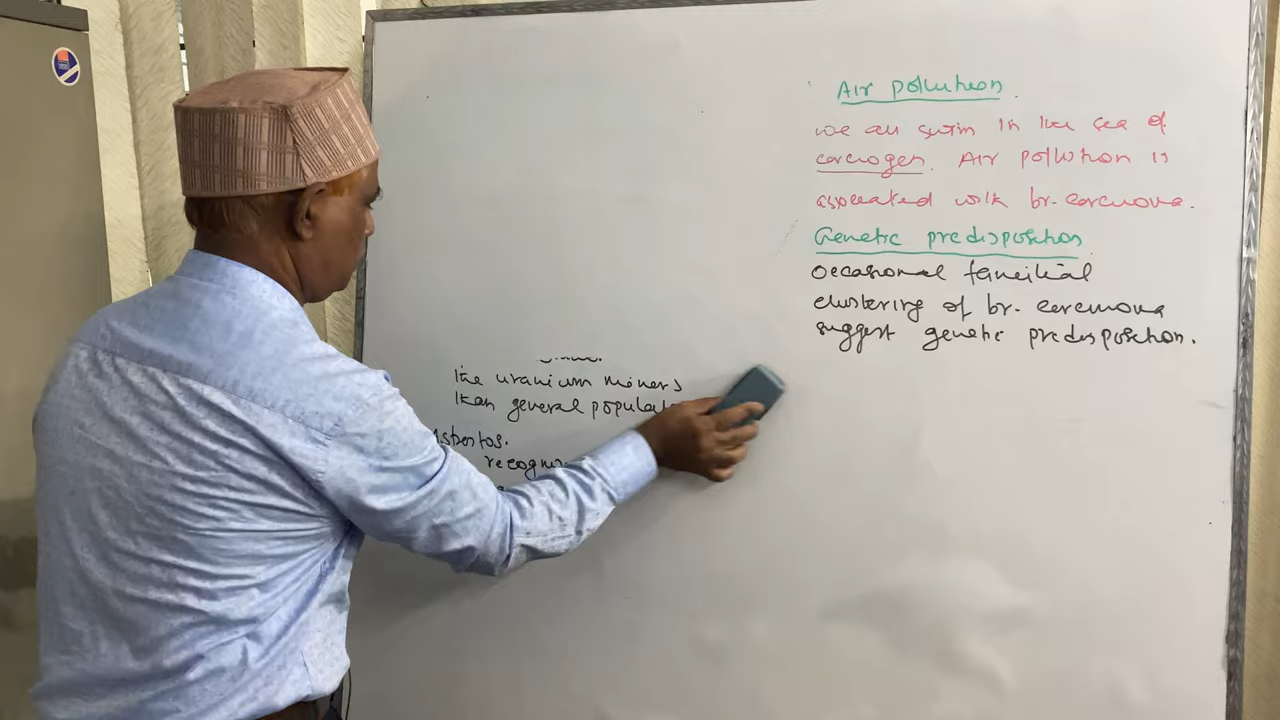 the uranium miners
than general populat
Asbestos.
recogni
Air pollution
we all swim in the sea of
carcinogen. Air pollution is
associated with br. carcinoma.
Genetic predisposition
Occasional familial
clustering of br. carcinoma
suggest genetic predisposition.